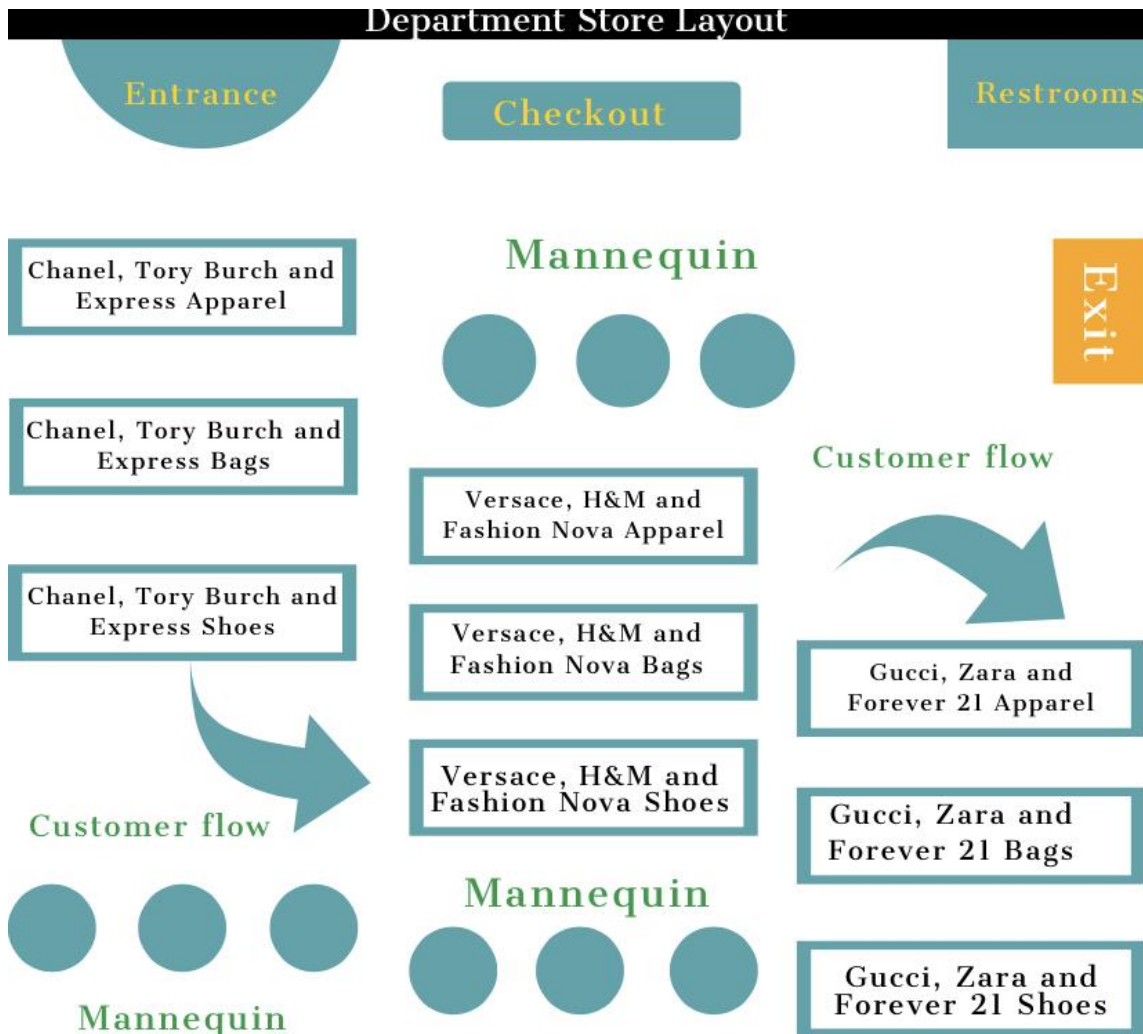 Department Store Layout
Entrance
Checkout
Restrooms
Chanel, Tory Burch and
Express Apparel
Mannequin
Exit
Chanel, Tory Burch and
Express Bags
Customer flow
Versace, H&M and
Fashion Nova Apparel
Chanel, Tory Burch and
Express Shoes
Versace, H&M and
Fashion Nova Bags
Gucci, Zara and
Forever 21 Apparel
Versace, H&M and
Fashion Nova Shoes
Customer flow
Gucci, Zara and
Forever 21 Bags
Mannequin
Gucci, Zara and
Forever 21 Shoes
Mannequin